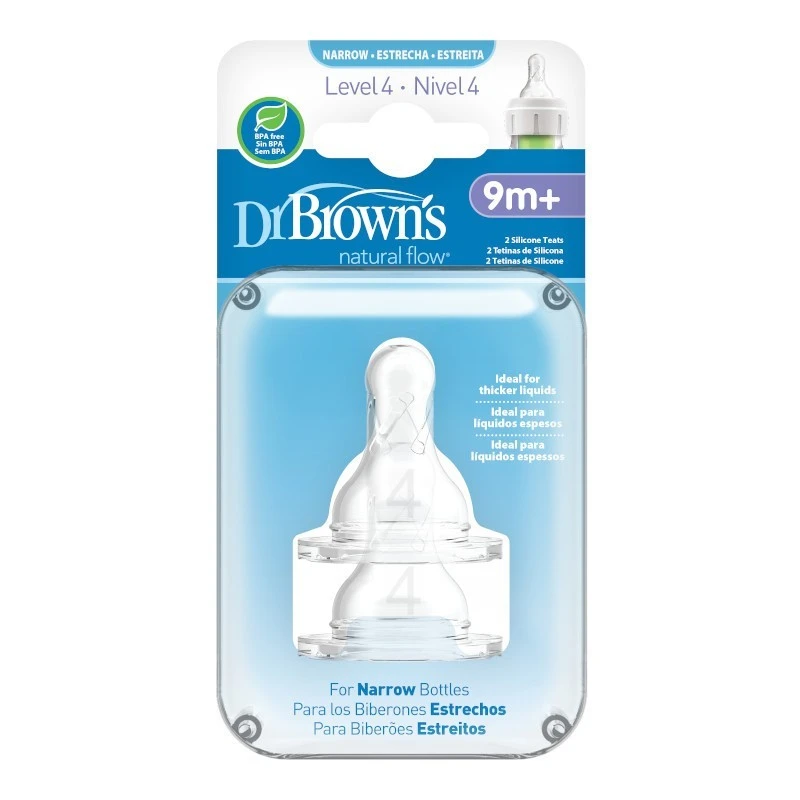 NARROW • ESTRECHA • ESTREITA
Level 4 • Nivel 4
BPA free
Sin BPA
Sem BPA
9m+
Dr Brown's
natural flow®
2 Silicone Teats
2 Tetinas de Silicona
2 Tetinas de Silicone
Ideal for
thicker liquids
Ideal para
líquidos espesos
Ideal para
líquidos espessos
4
4
For Narrow Bottles
Para los Biberones Estrechos
Para Biberões Estreitos